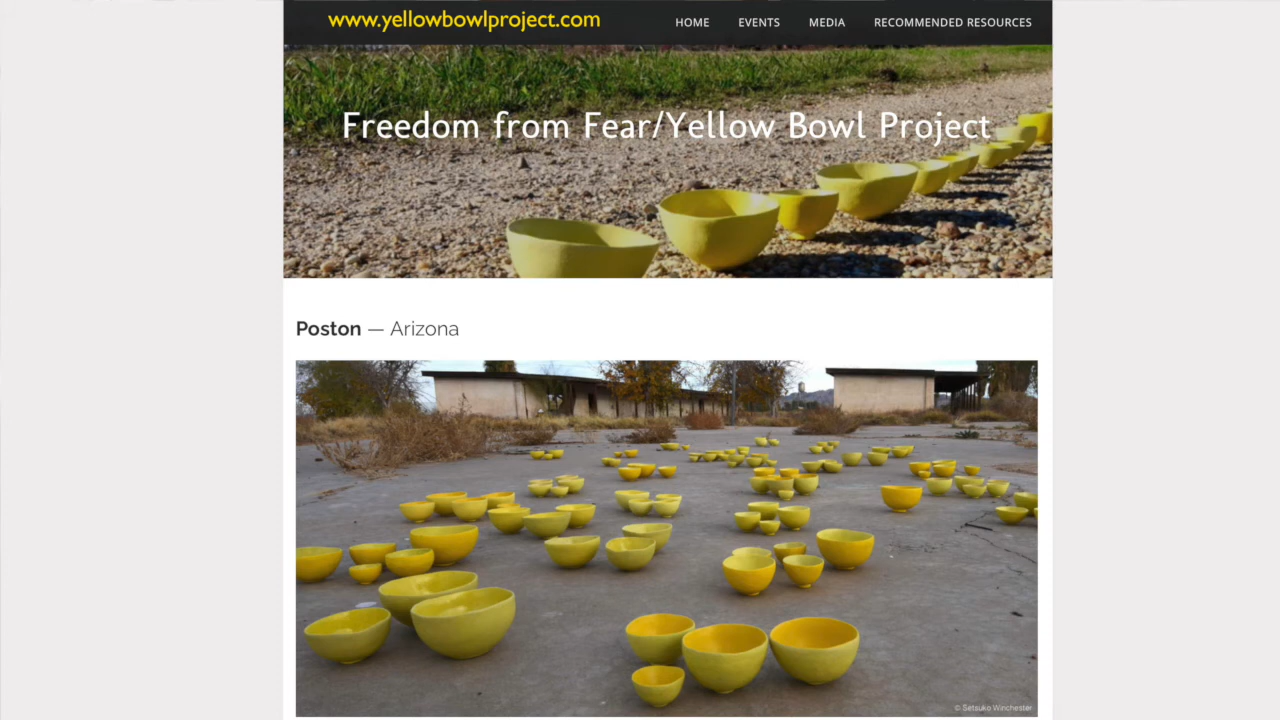 www.yellowbowlproject.com
HOME EVENTS MEDIA RECOMMENDED RESOURCES
Freedom from Fear/Yellow Bowl Project
Poston — Arizona
© Setsuko Winchester